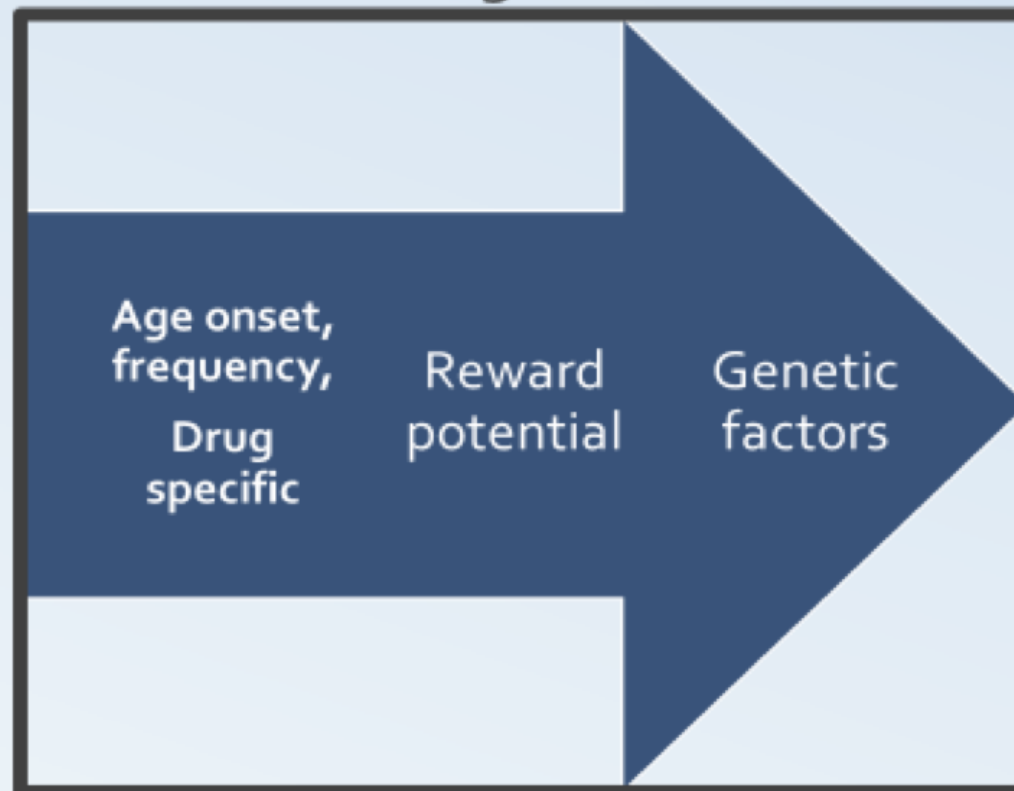 Age onset,
frequency,
Drug
specific
Reward
potential
Genetic
factors